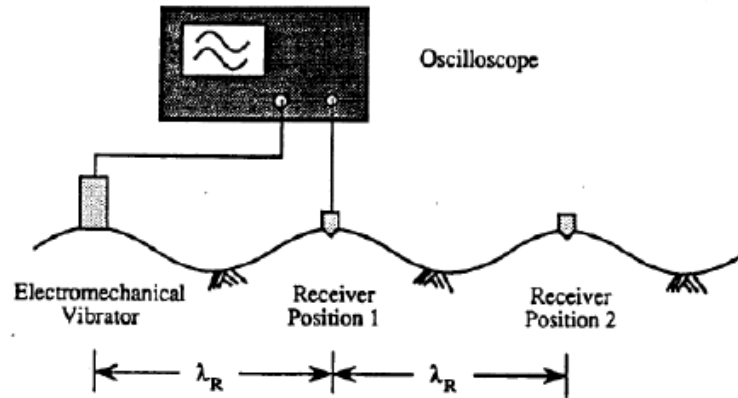 Oscilloscope
Electromechanical
Vibrator
Receiver
Position 1
Receiver
Position 2
λR
λR